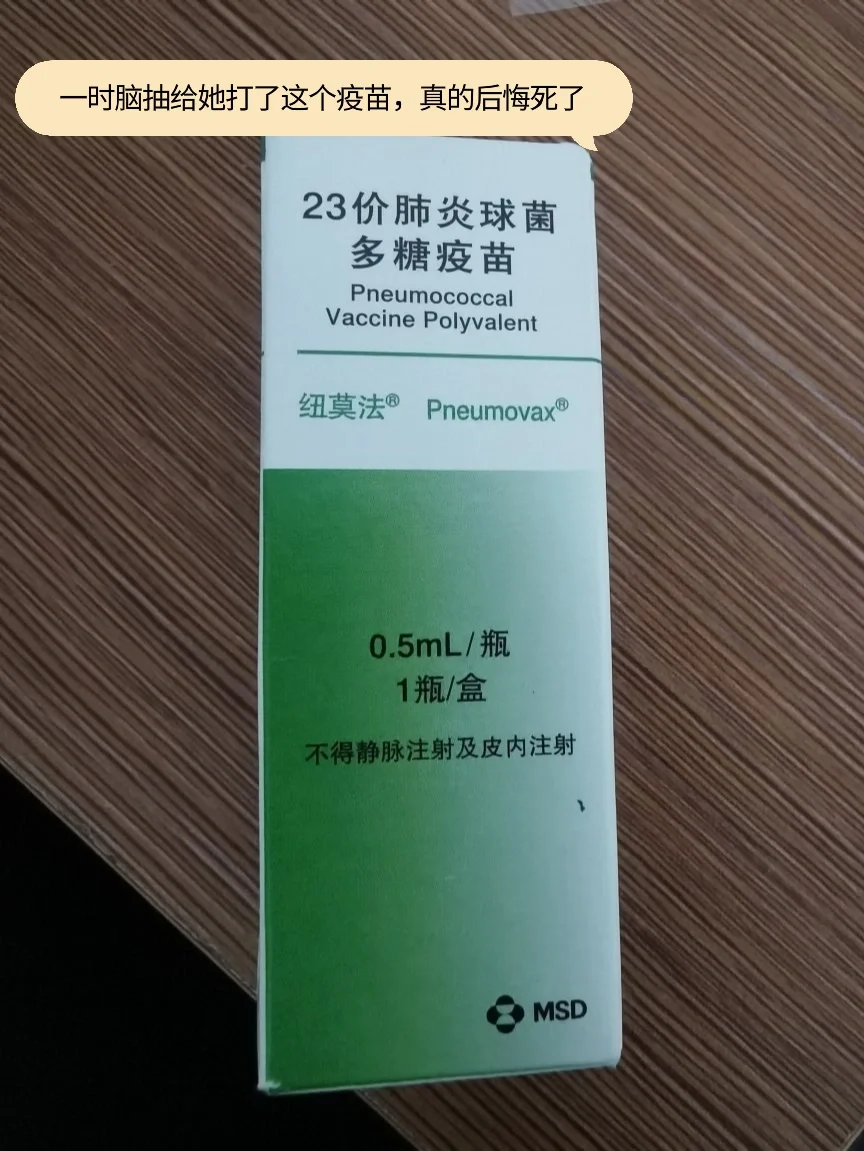 一时脑抽给她打了这个疫苗，真的后悔死了
23价肺炎球菌
多糖疫苗
Pneumococcal
Vaccine Polyvalent
纽莫法® Pneumovax®
0.5mL/瓶
1瓶/盒
不得静脉注射及皮内注射
MSD